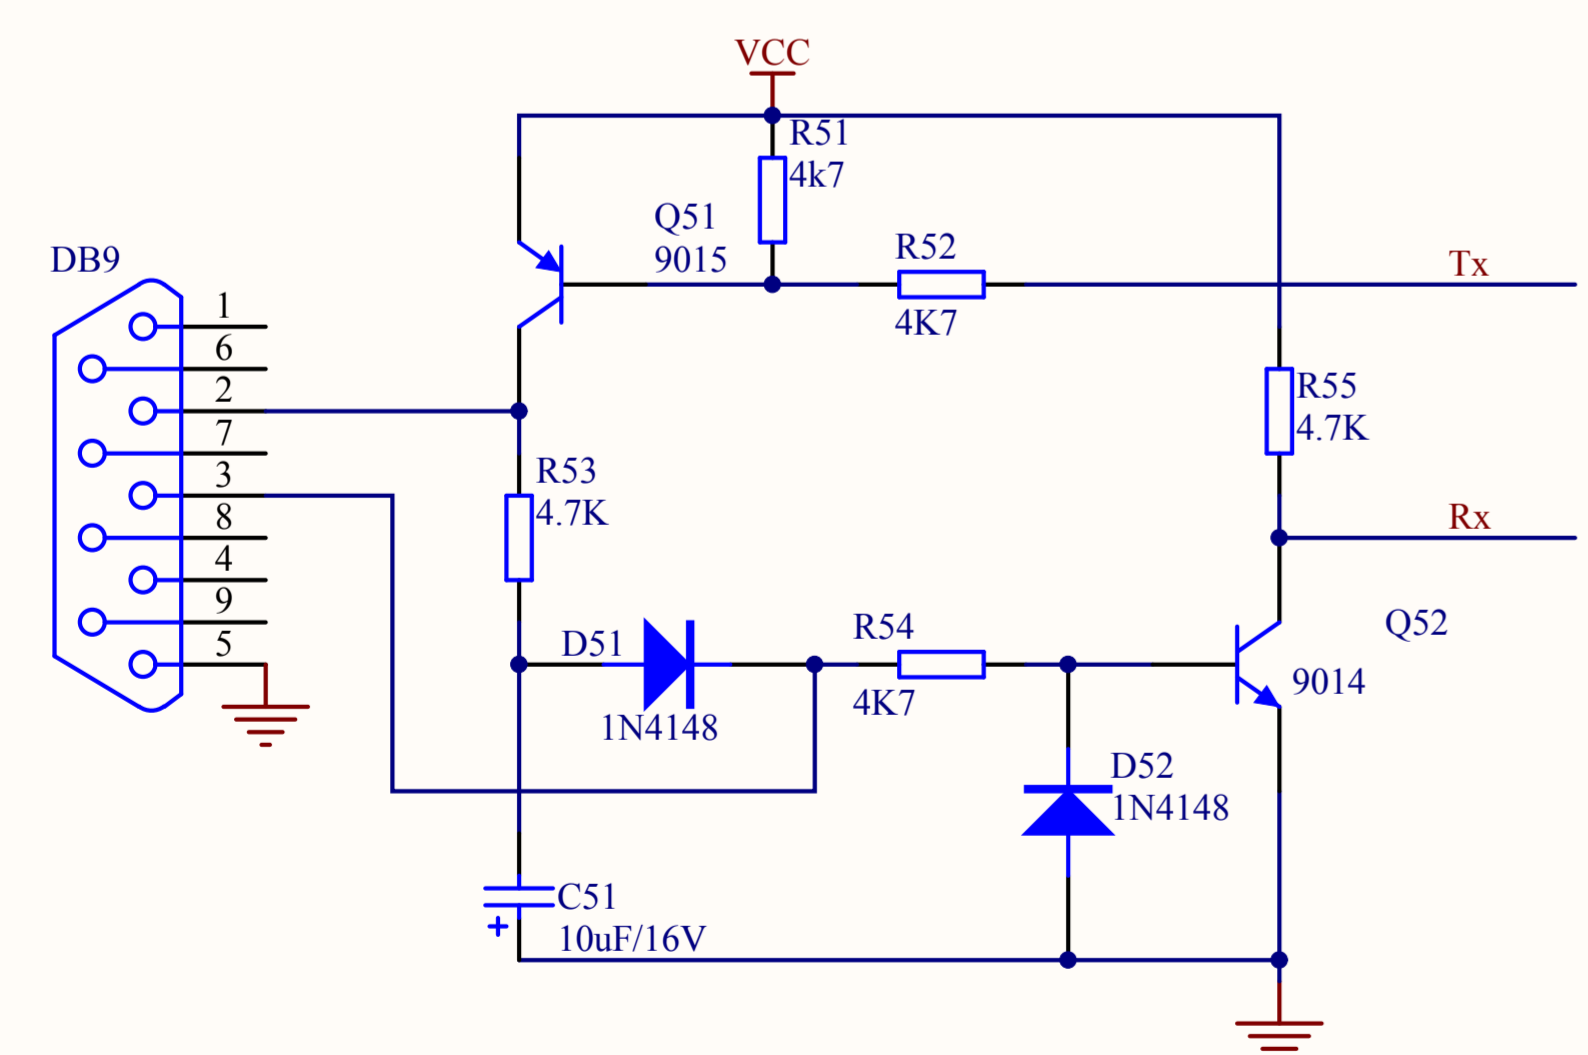 VCC
R51
4k7
Q51
9015
R52
4K7
Tx
DB9
1
6
2
7
3
8
4
9
5
R55
4.7K
R53
4.7K
Rx
D51
1N4148
R54
4K7
Q52
9014
D52
1N4148
C51
+
10uF/16V